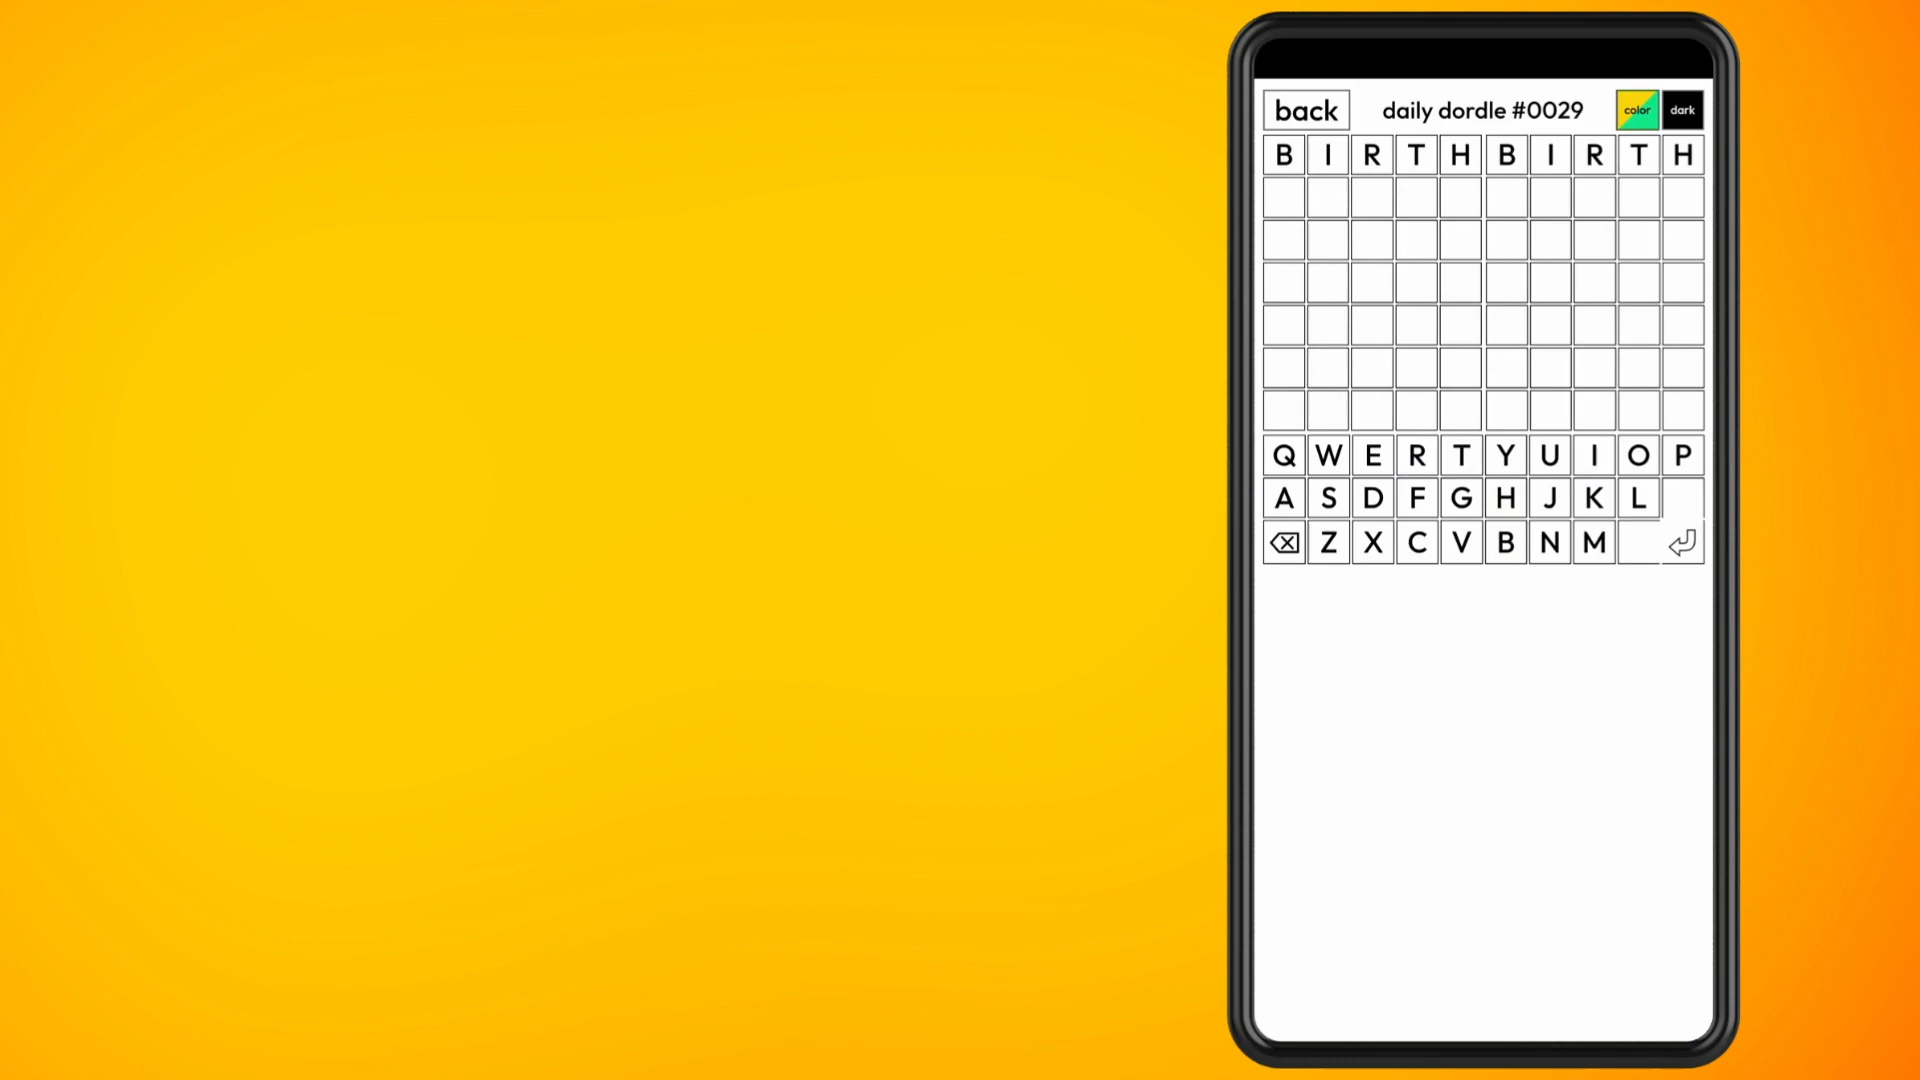 back daily dordle #0029 color dark
B I R T H B I R T H
Q W E R T Y U I O P
A S D F G H J K L
Z X C V B N M